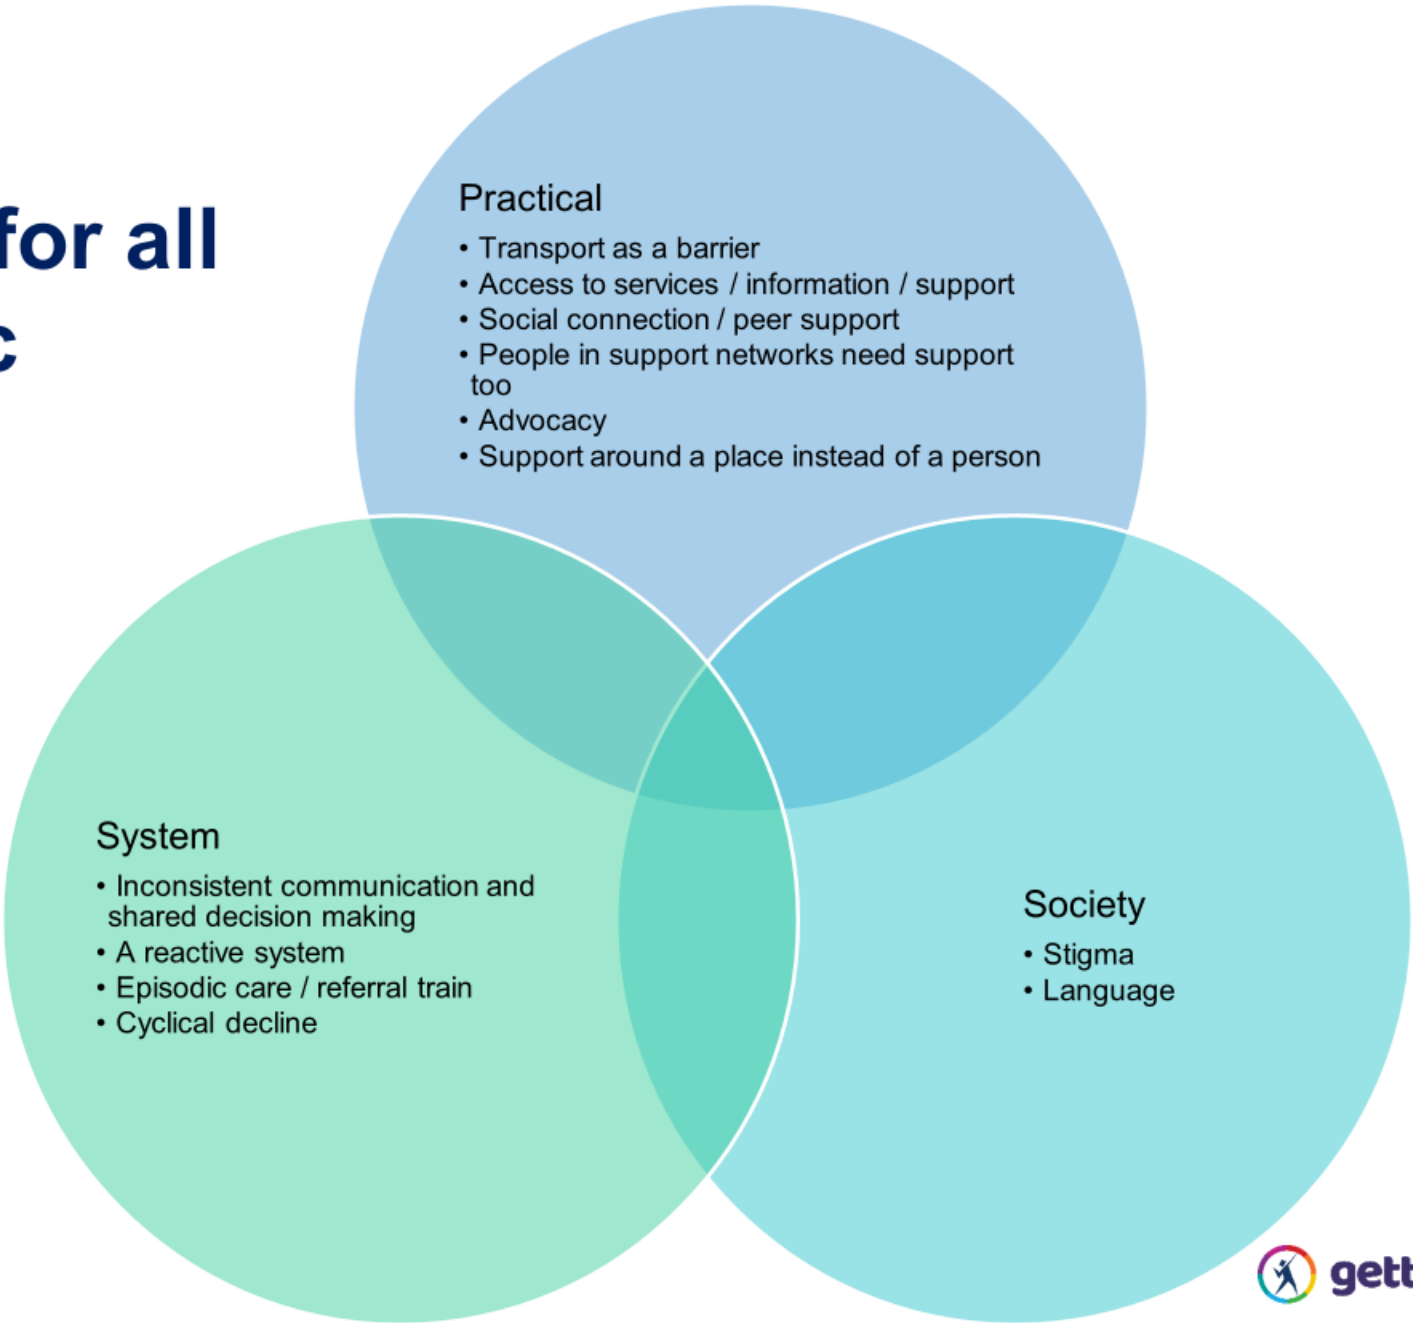 for all
c
Practical
• Transport as a barrier
• Access to services / information / support
• Social connection / peer support
• People in support networks need support
too
• Advocacy
• Support around a place instead of a person
System
• Inconsistent communication and
shared decision making
• A reactive system
• Episodic care / referral train
• Cyclical decline
Society
• Stigma
• Language
gett